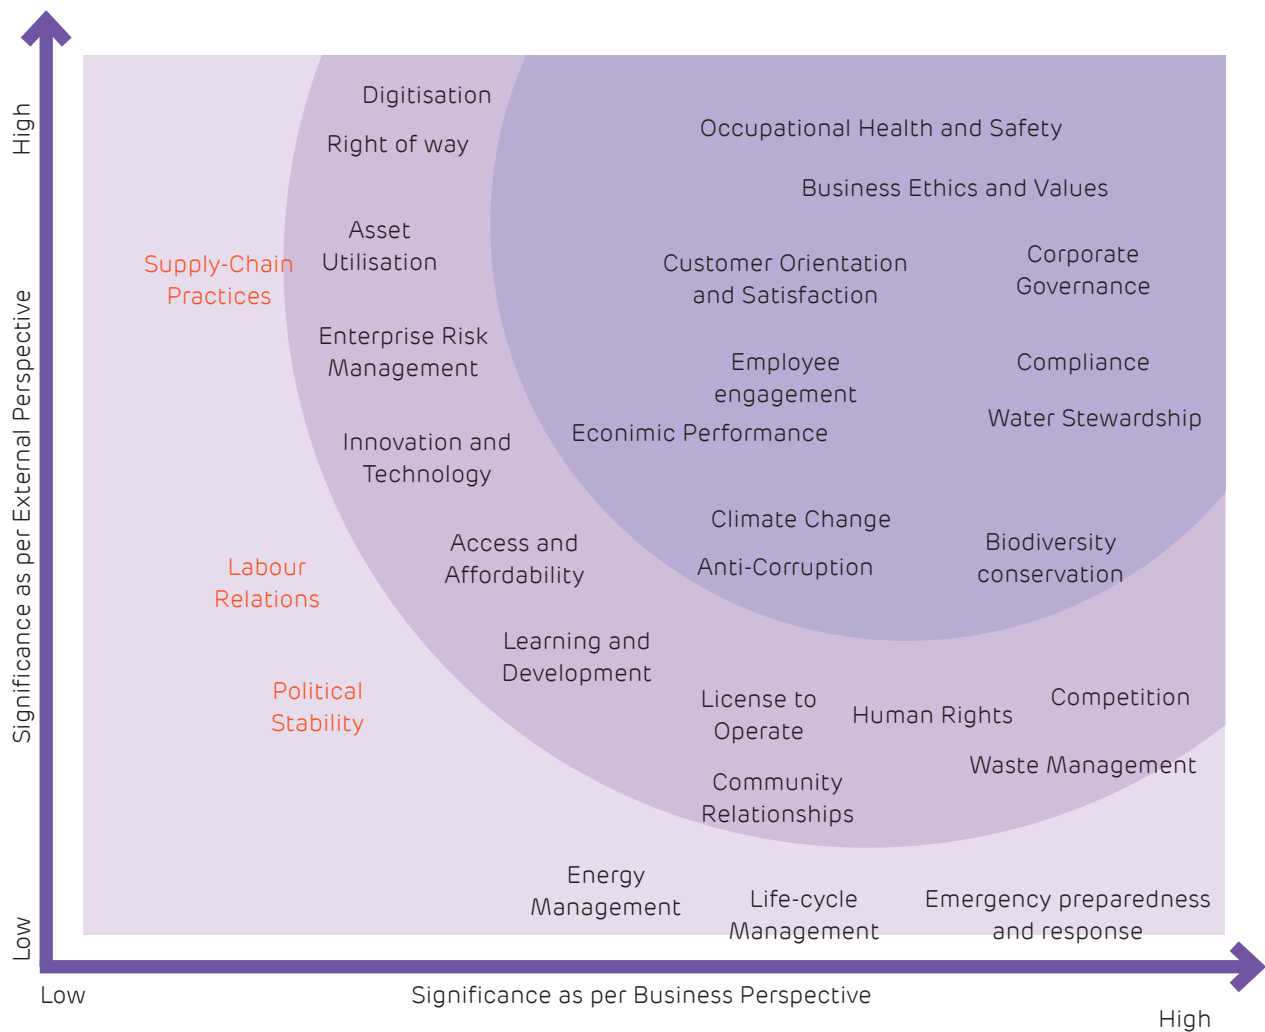 High
Significance as per External Perspective
Low
Digitisation
Right of way
Asset
Utilisation
Supply-Chain
Practices
Enterprise Risk
Management
Innovation and
Technology
Access and
Affordability
Labour
Relations
Learning and
Development
Political
Stability
Occupational Health and Safety
Business Ethics and Values
Customer Orientation
and Satisfaction
Corporate
Governance
Employee
engagement
Compliance
Econimic Performance
Water Stewardship
Climate Change
Anti-Corruption
Biodiversity
conservation
License to
Operate
Human Rights
Competition
Waste Management
Community
Relationships
Energy
Management
Life-cycle
Management
Emergency preparedness
and response
Low
Significance as per Business Perspective
High